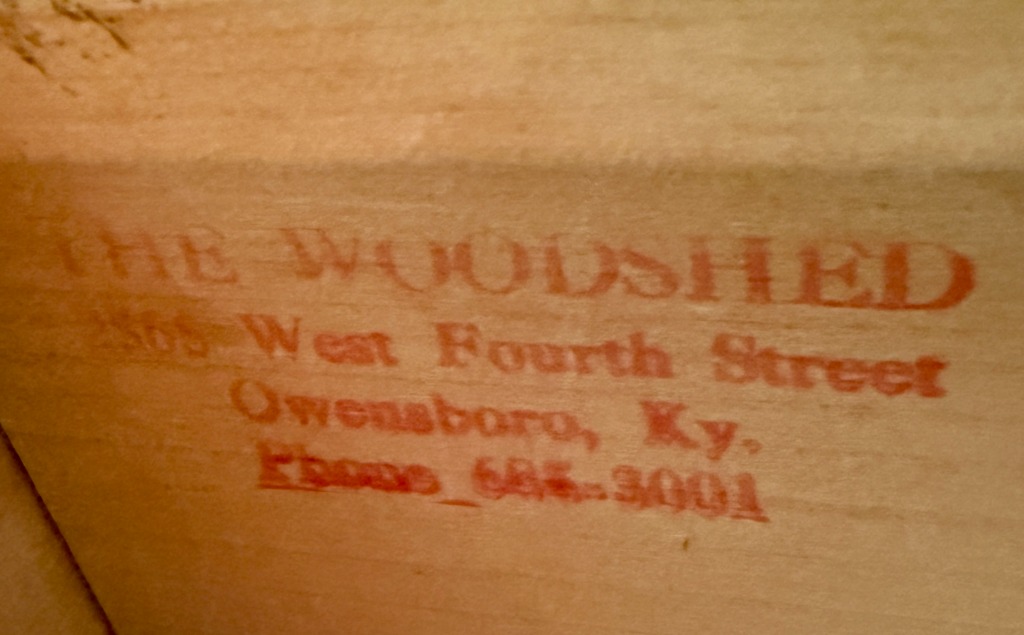 THE WOODSHED
West Fourth Street
Owensboro, Ky.
Phone 685-3001